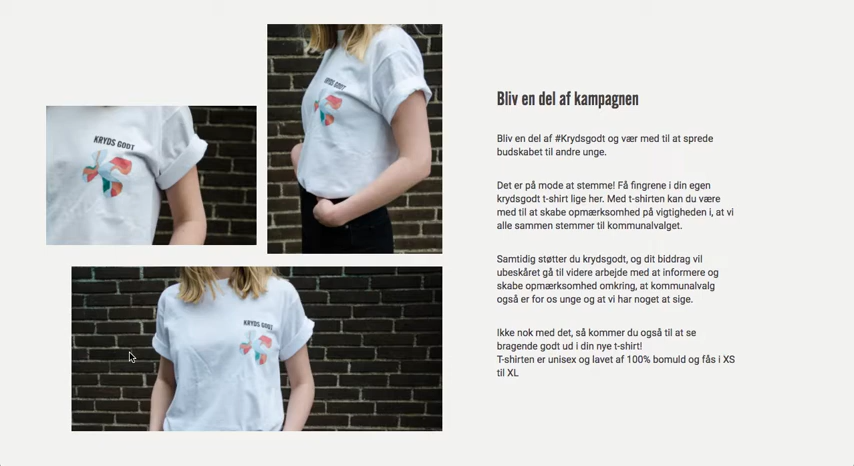 KRYDS GODT
KRYDS GODT
KRYDS GODT
Bliv en del af kampagnen
Bliv en del af #Krydsgodt og vær med til at sprede
budskabet til andre unge.
Det er på mode at stemme! Få fingrene i din egen
krydsgodt t-shirt lige her. Med t-shirten kan du være
med til at skabe opmærksomhed på vigtigheden i, at vi
alle sammen stemmer til kommunalvalget.
Samtidig støtter du krydsgodt, og dit biddrag vil
ubeskåret gå til videre arbejde med at informere og
skabe opmærksomhed omkring, at kommunalvalg
også er for os unge og at vi har noget at sige.
Ikke nok med det, så kommer du også til at se
bragende godt ud i din nye t-shirt!
T-shirten er unisex og lavet af 100% bomuld og fås i XS
til XL